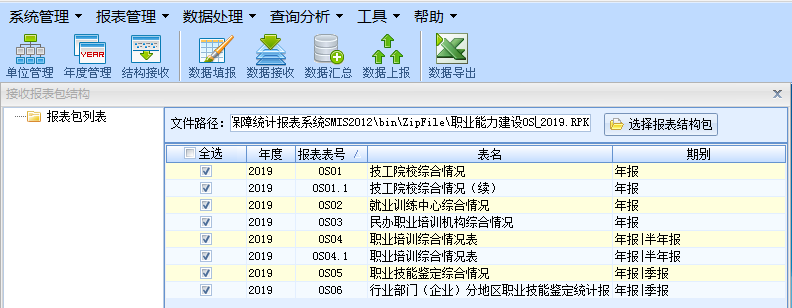 系统管理 报表管理 数据处理 查询分析 工具 帮助
YEAR
单位管理 年度管理 结构接收 数据填报 数据接收 数据汇总 数据上报 数据导出
接收报表包结构
报表包列表
文件路径: 保障统计报表系统SMIS2012\bin\ZipFile\职业能力建设OS_2019.RPK 选择报表结构包
全选 年度 报表表号 / 表名 期别
2019 OS01 技工院校综合情况 年报
2019 OS01.1 技工院校综合情况（续） 年报
2019 OS02 就业训练中心综合情况 年报
2019 OS03 民办职业培训机构综合情况 年报
2019 OS04 职业培训综合情况表 年报|半年报
2019 OS04.1 职业培训综合情况表 年报|半年报
2019 OS05 职业技能鉴定综合情况 年报|季报
2019 OS06 行业部门（企业）分地区职业技能鉴定统计报 年报|季报